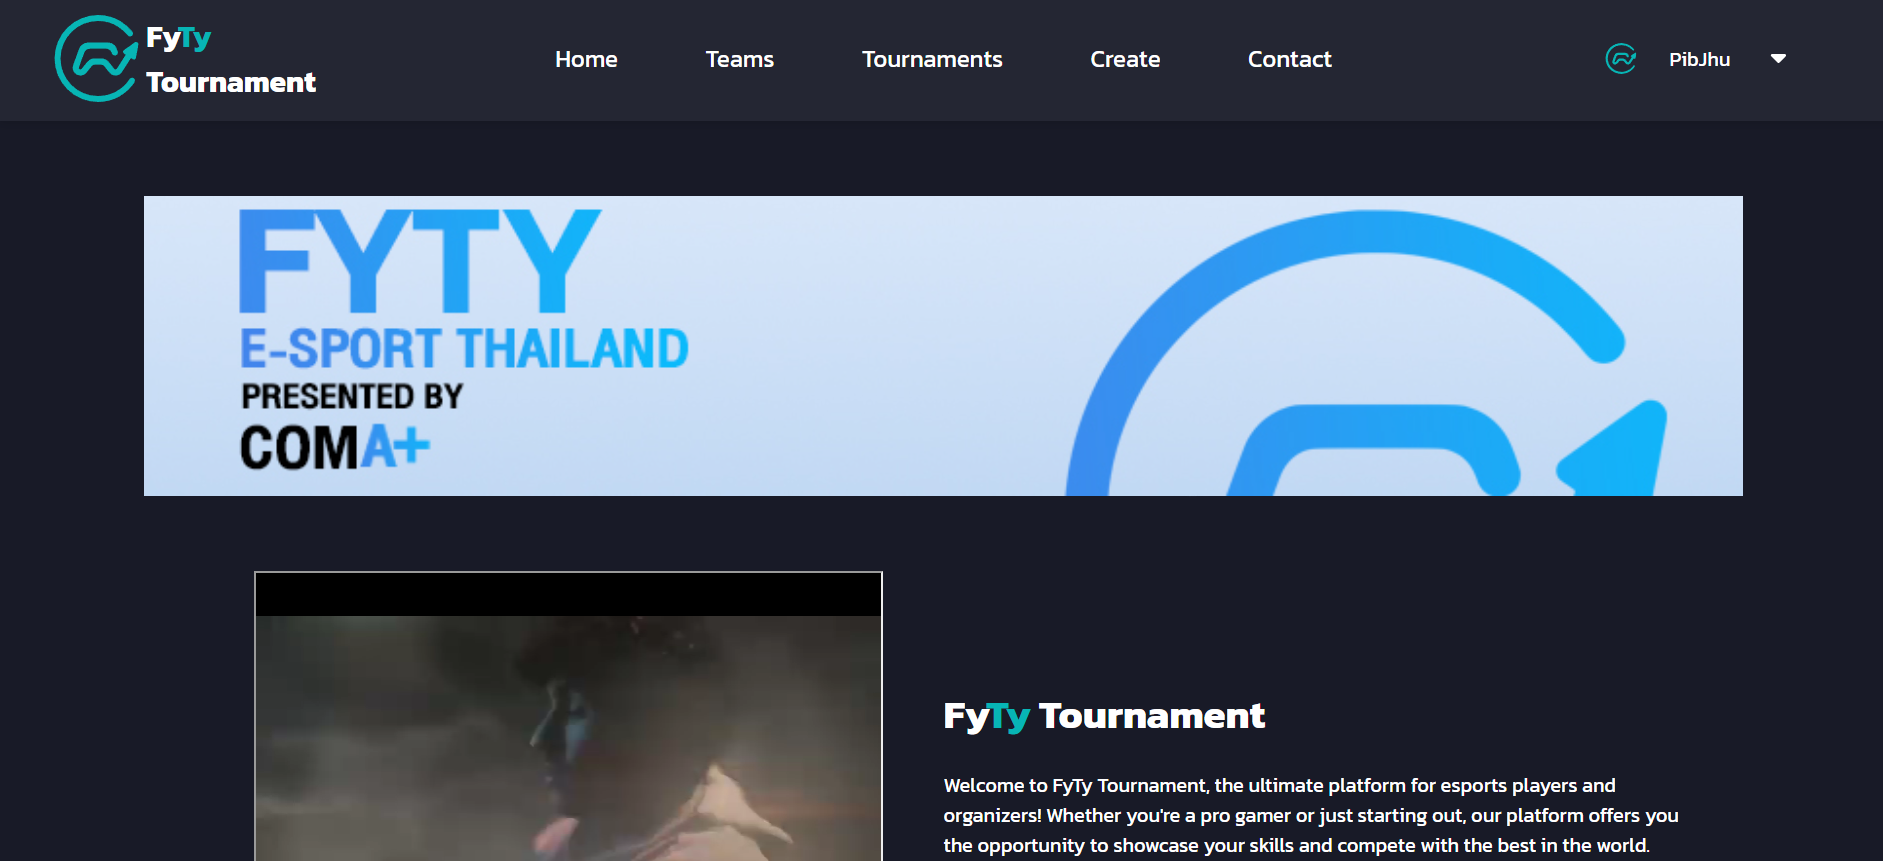 FyTy
Tournament
Home
Teams
Tournaments
Create
Contact
PibJhu
FYTY
E-SPORT THAILAND
PRESENTED BY
COMA+
FyTy Tournament
Welcome to FyTy Tournament, the ultimate platform for esports players and
organizers! Whether you're a pro gamer or just starting out, our platform offers you
the opportunity to showcase your skills and compete with the best in the world.